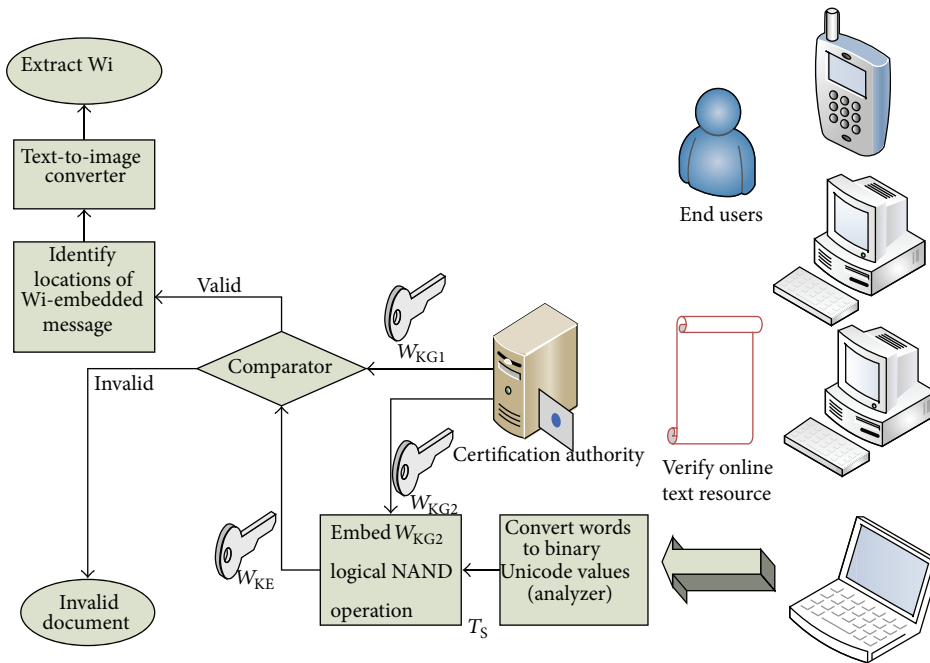 Extract Wi
Text-to-image
converter
Identify
locations of
Wi-embedded
message
Valid
Invalid
Comparator
W_KG1
Certification authority
W_KG2
W_KE
Embed W_KG2
logical NAND
operation
T_S
Convert words
to binary
Unicode values
(analyzer)
Invalid
document
End users
Verify online
text resource